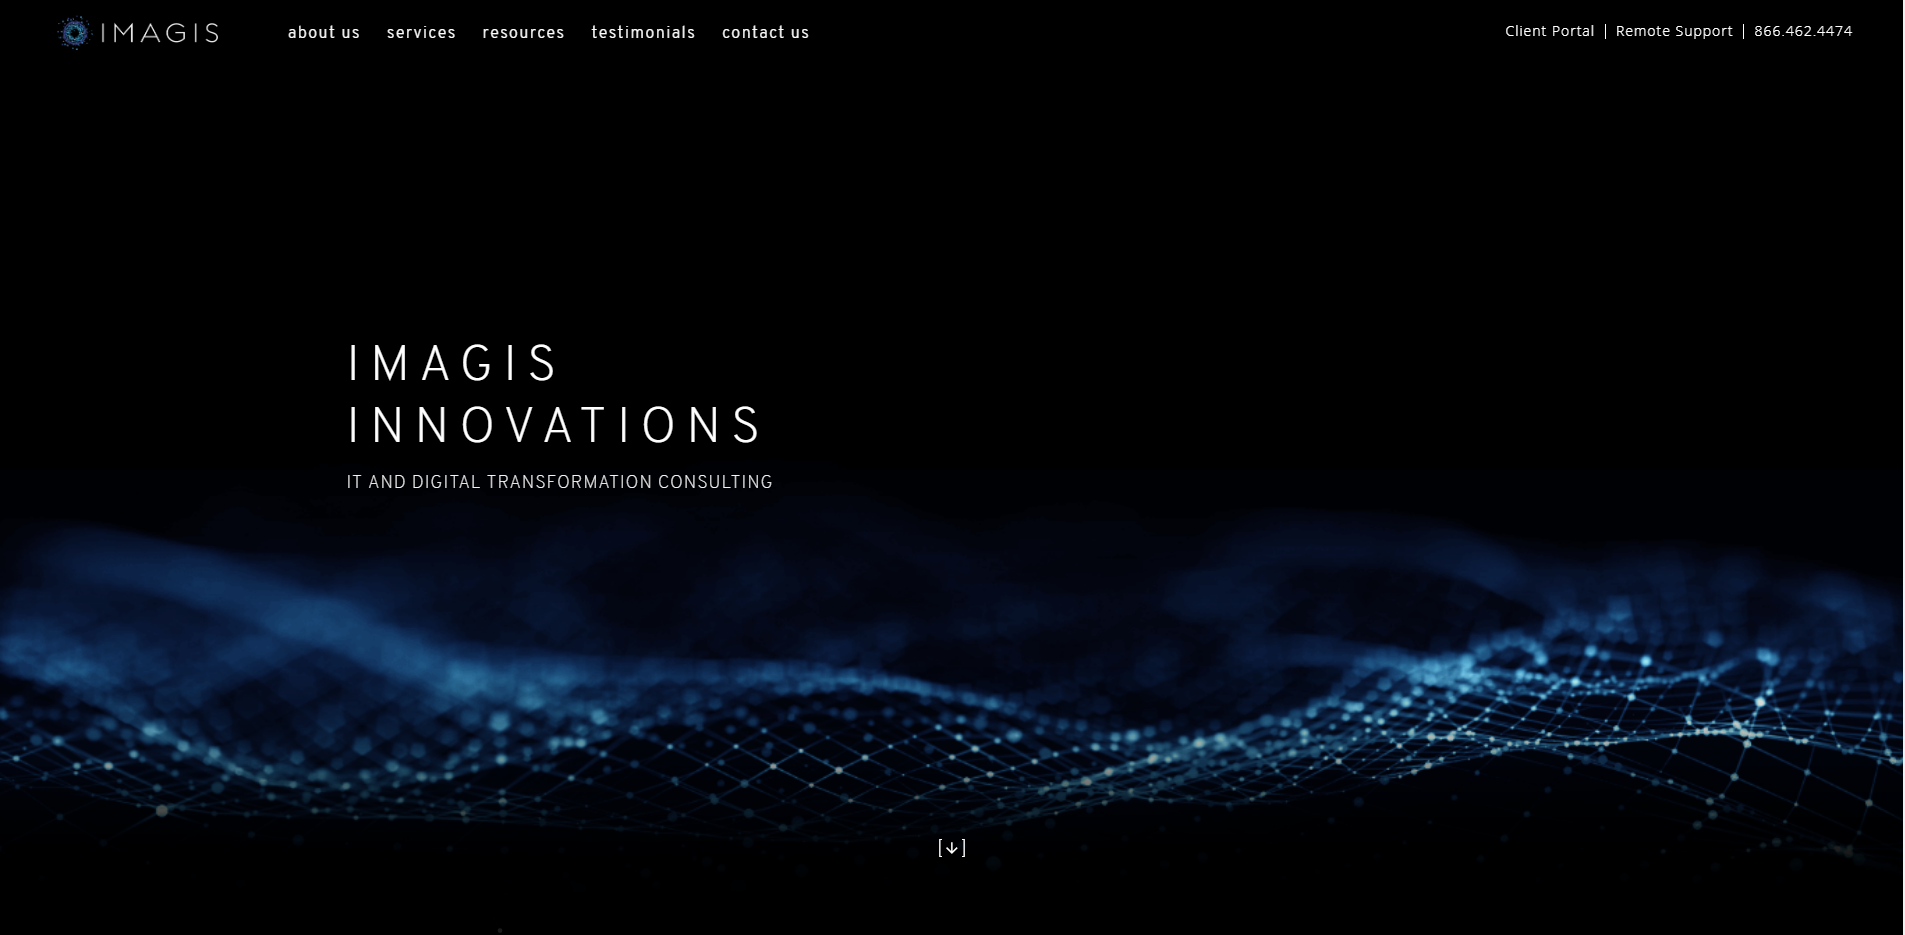 IMAGIS
about us services resources testimonials contact us
Client Portal | Remote Support | 866.462.4474
IMAGIS
INNOVATIONS
IT AND DIGITAL TRANSFORMATION CONSULTING
[↓]